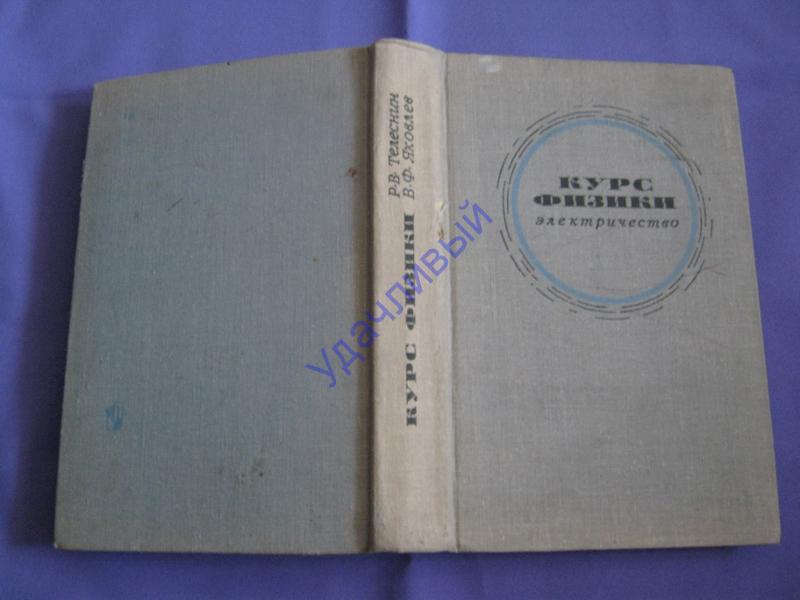 КУРС
ФИЗИКИ
электричество
Р.В. Телеснин
В.Ф. Яковлев
КУРС ФИЗИКИ
Удачливый